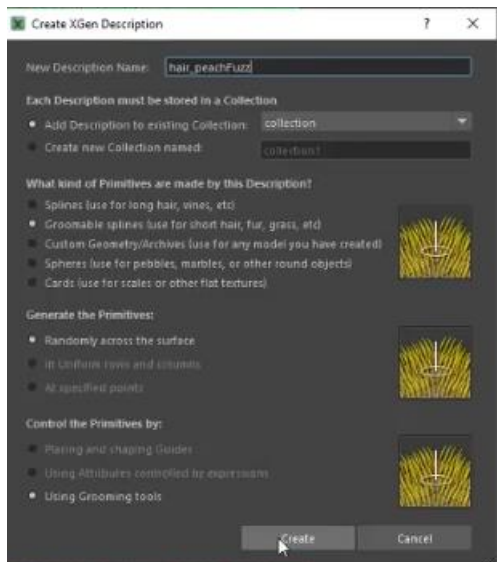 Create XGen Description
?
New Description Name: hair_peachFuzz
Each Description must be stored in a Collection
Add Description to existing Collection: collection
Create new Collection named: collection1
What kind of Primitives are made by this Description?
Splines (use for long hair, vines, etc)
Groomable splines (use for short hair, fur, grass, etc)
Custom Geometry/Archives (use for any model you have created)
Spheres (use for pebbles, marbles, or other round objects)
Cards (use for scales or other flat textures)
Generate the Primitives:
Randomly across the surface
In Uniform rows and columns
At specified points
Control the Primitives by:
Placing and shaping Guides
Using Attributes controlled by expressions
Using Grooming tools
Create Cancel